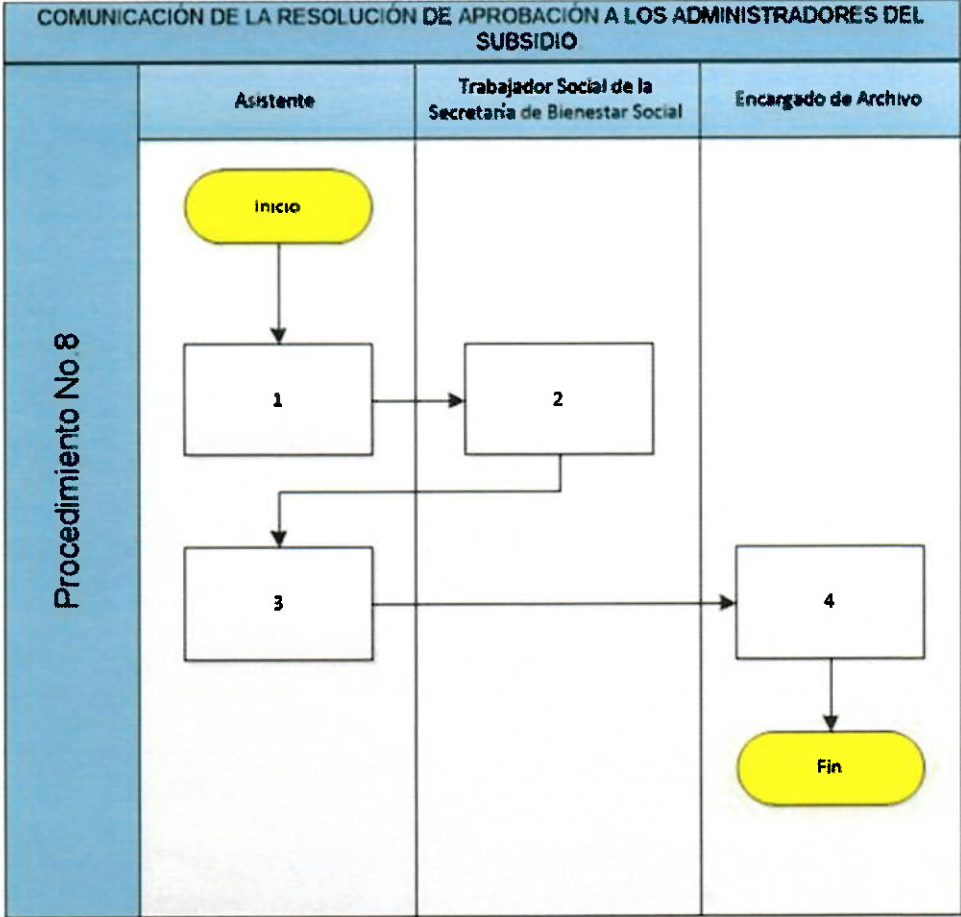 COMUNICACIÓN DE LA RESOLUCIÓN DE APROBACIÓN A LOS ADMINISTRADORES DEL
SUBSIDIO
Procedimiento No.8
Asistente
Trabajador Social de la
Secretaría de Bienestar Social
Encargado de Archivo
Inicio
1
2
3
4
Fin